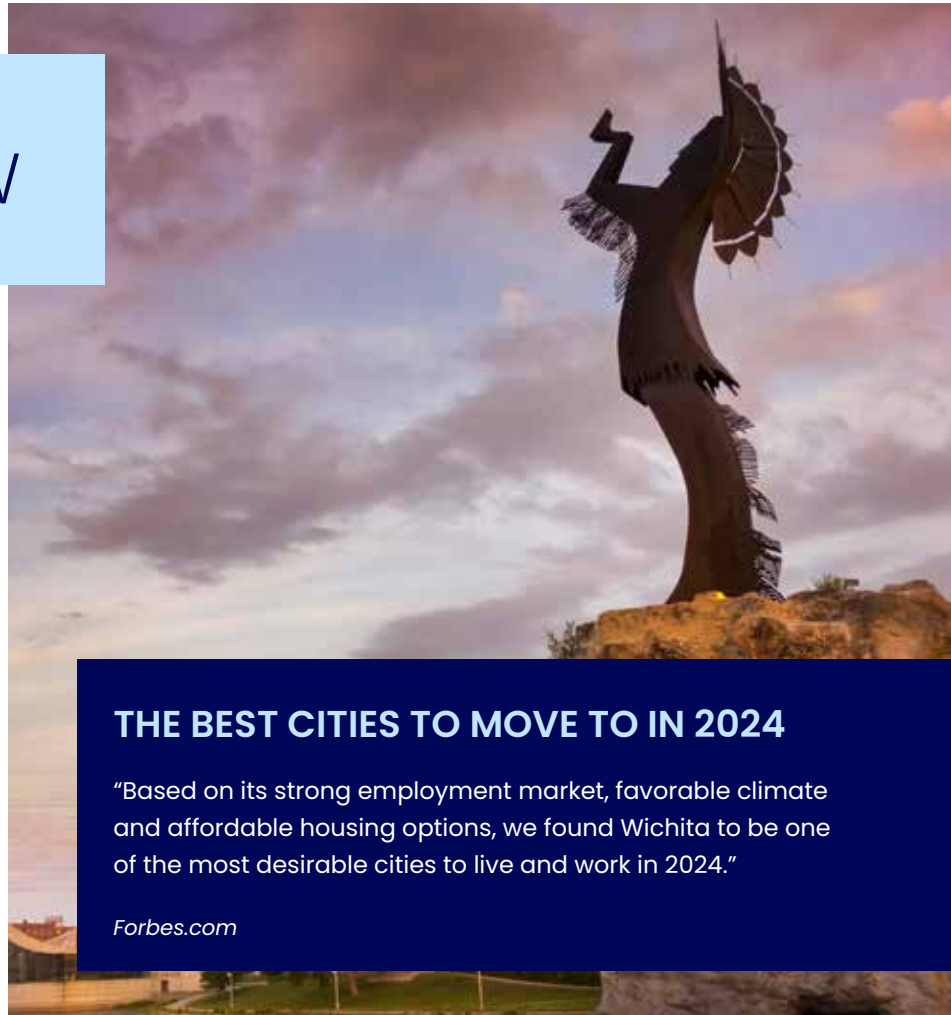 W
THE BEST CITIES TO MOVE TO IN 2024
“Based on its strong employment market, favorable climate
and affordable housing options, we found Wichita to be one
of the most desirable cities to live and work in 2024.”
Forbes.com